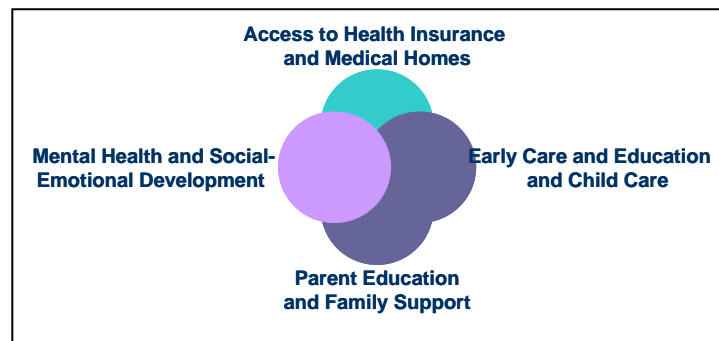 Access to Health Insurance
and Medical Homes
Mental Health and Social-
Emotional Development
Early Care and Education
and Child Care
Parent Education
and Family Support